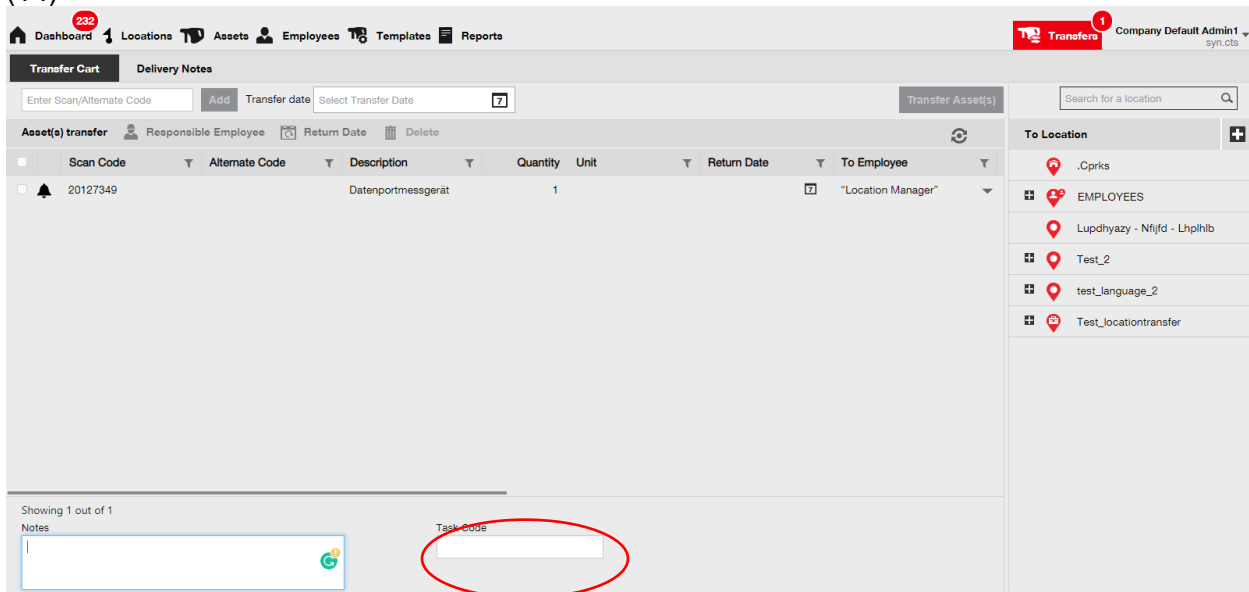 232
Dashboard Locations Assets Employees Templates Reports
1
Transfers
Company Default Admin1
syn.cts
Transfer Cart Delivery Notes
Enter Scan/Alternate Code Add Transfer date Select Transfer Date 7 Transfer Asset(s)
Search for a location
Asset(s) transfer Responsible Employee Return Date Delete
To Location
Scan Code Alternate Code Description Quantity Unit Return Date To Employee
20127349 Datenportmessgerät 1 7 "Location Manager"
.Cprks
EMPLOYEES
Lupdhyazy - Nfijfd - Lhplhlb
Test_2
test_language_2
Test_locationtransfer
Showing 1 out of 1
Notes Task Code